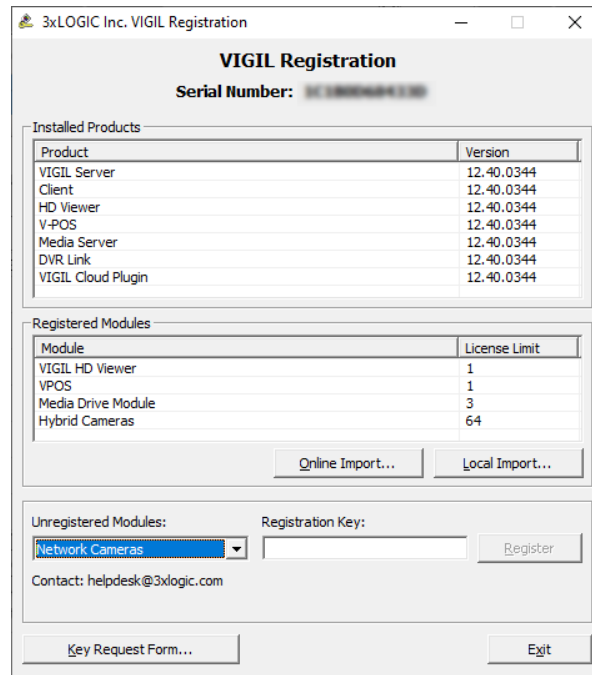 3xLOGIC Inc. VIGIL Registration
VIGIL Registration
Serial Number:
Installed Products
Product Version
VIGIL Server 12.40.0344
Client 12.40.0344
HD Viewer 12.40.0344
V-POS 12.40.0344
Media Server 12.40.0344
DVR Link 12.40.0344
VIGIL Cloud Plugin 12.40.0344
Registered Modules
Module License Limit
VIGIL HD Viewer 1
VPOS 1
Media Drive Module 3
Hybrid Cameras 64
Online Import... Local Import...
Unregistered Modules: Registration Key:
Network Cameras Register
Contact: helpdesk@3xlogic.com
Key Request Form... Exit